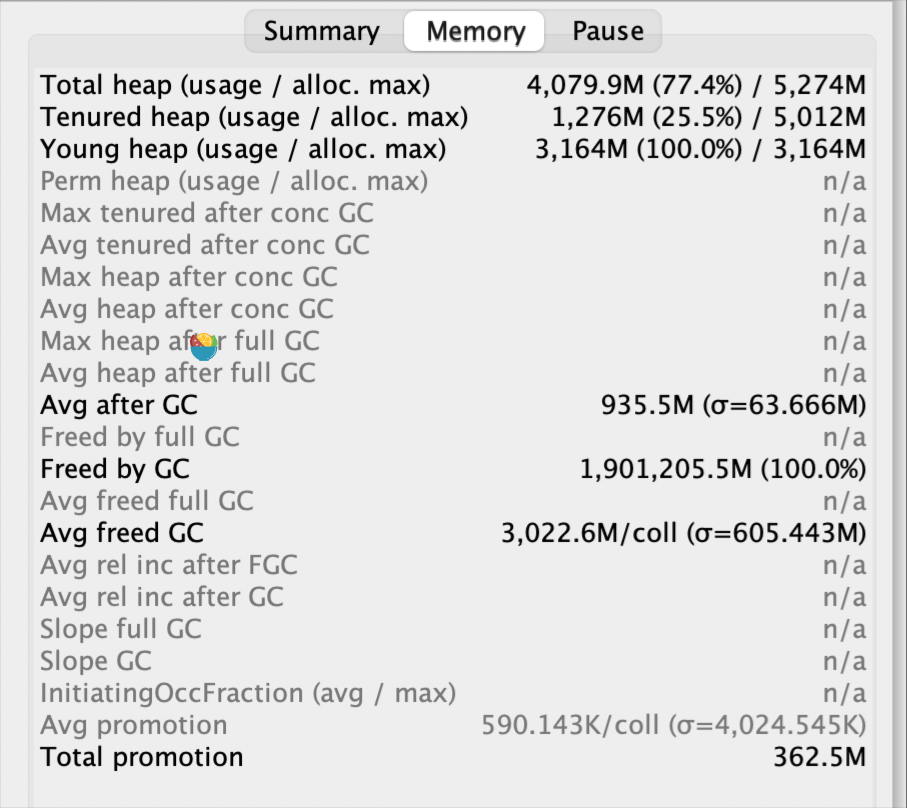 Summary Memory Pause
Total heap (usage / alloc. max) 4,079.9M (77.4%) / 5,274M
Tenured heap (usage / alloc. max) 1,276M (25.5%) / 5,012M
Young heap (usage / alloc. max) 3,164M (100.0%) / 3,164M
Perm heap (usage / alloc. max) n/a
Max tenured after conc GC n/a
Avg tenured after conc GC n/a
Max heap after conc GC n/a
Avg heap after conc GC n/a
Max heap after full GC n/a
Avg heap after full GC n/a
Avg after GC 935.5M (σ=63.666M)
Freed by full GC n/a
Freed by GC 1,901,205.5M (100.0%)
Avg freed full GC n/a
Avg freed GC 3,022.6M/coll (σ=605.443M)
Avg rel inc after FGC n/a
Avg rel inc after GC n/a
Slope full GC n/a
Slope GC n/a
InitiatingOccFraction (avg / max) n/a
Avg promotion 590.143K/coll (σ=4,024.545K)
Total promotion 362.5M